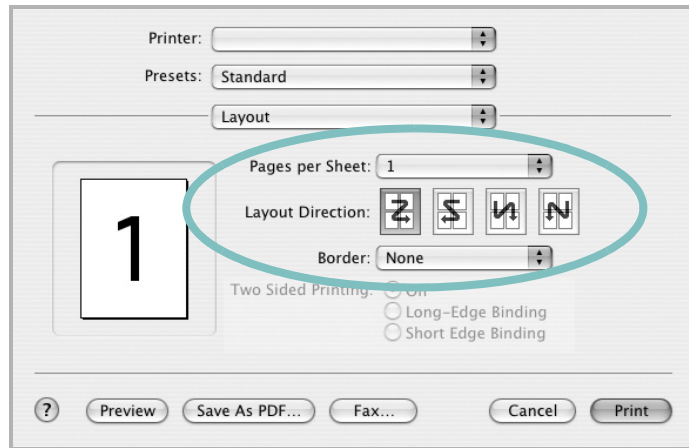 Printer:
Presets: Standard
Layout
Pages per Sheet: 1
1
Layout Direction:
Border: None
Two Sided Printing: Off
Long-Edge Binding
Short Edge Binding
? Preview Save As PDF... Fax... Cancel Print